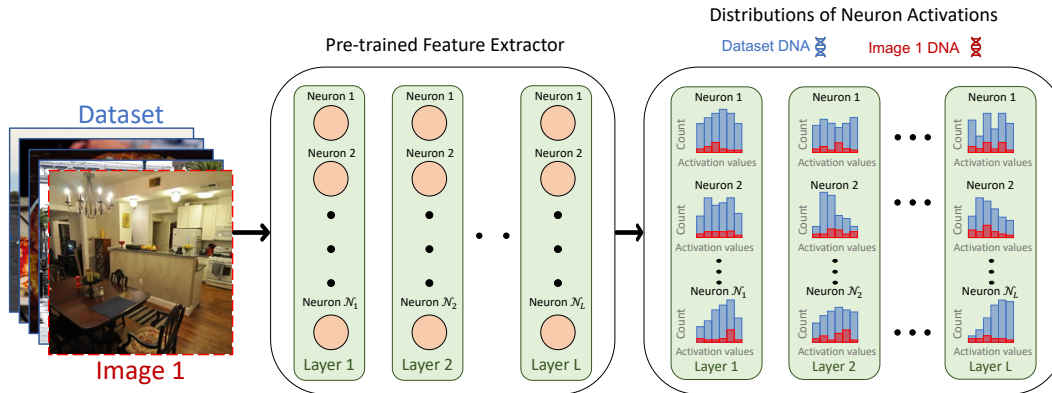 Distributions of Neuron Activations
Dataset DNA
Image 1 DNA
Pre-trained Feature Extractor
Dataset
Image 1
Neuron 1
Neuron 1
Neuron 1
Neuron 2
Neuron 2
Neuron 2
Neuron 𝒩₁
Neuron 𝒩₂
Neuron 𝒩_L
Layer 1
Layer 2
Layer L
Neuron 1
Count
Activation values
Neuron 1
Count
Activation values
Neuron 1
Count
Activation values
Neuron 2
Count
Activation values
Neuron 2
Count
Activation values
Neuron 2
Count
Activation values
Neuron 𝒩₁
Count
Activation values
Neuron 𝒩₂
Count
Activation values
Neuron 𝒩_L
Count
Activation values
Layer 1
Layer 2
Layer L